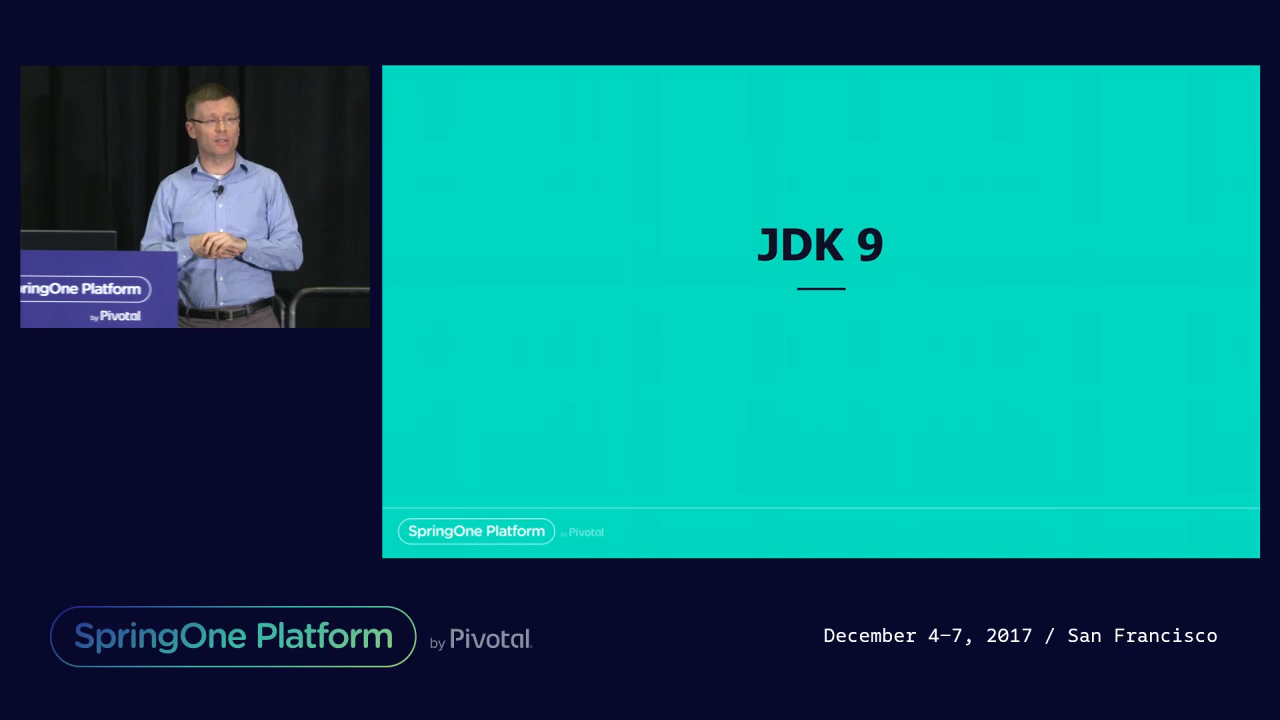 ringOne Platform
by Pivotal
JDK 9
SpringOne Platform by Pivotal
SpringOne Platform by Pivotal.
December 4–7, 2017 / San Francisco